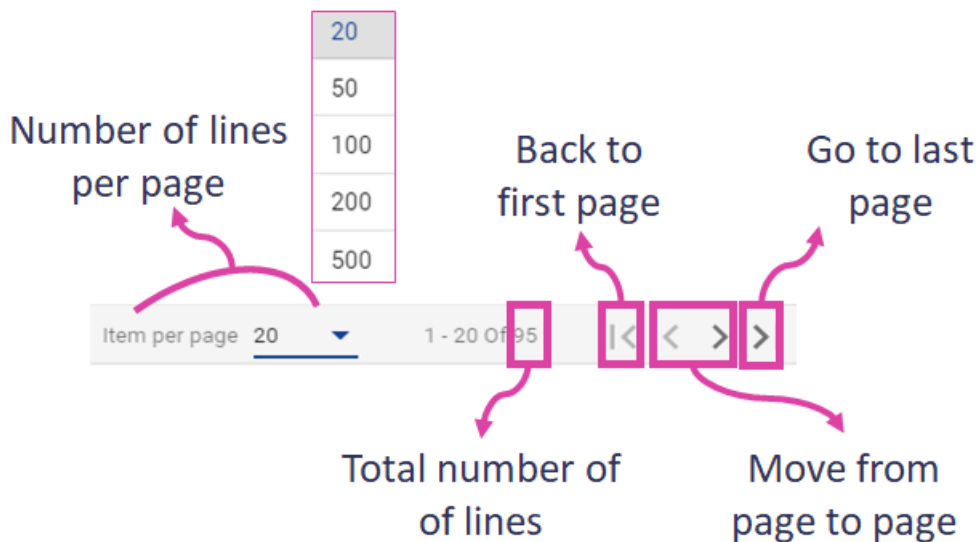 20
50
100
200
500
Number of lines
per page
Back to
first page
Go to last
page
Item per page 20 1 - 20 Of 95
Total number of
of lines
Move from
page to page